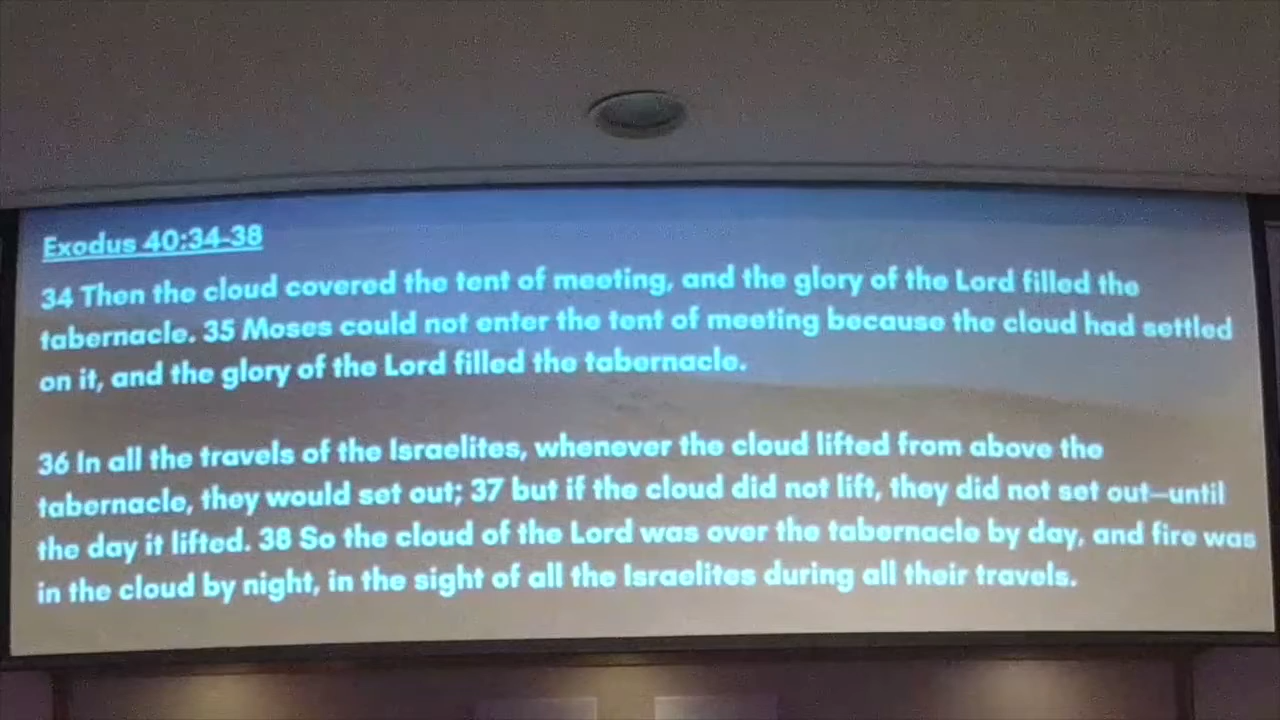 Exodus 40:34-38
34 Then the cloud covered the tent of meeting, and the glory of the Lord filled the
tabernacle. 35 Moses could not enter the tent of meeting because the cloud had settled
on it, and the glory of the Lord filled the tabernacle.
36 In all the travels of the Israelites, whenever the cloud lifted from above the
tabernacle, they would set out; 37 but if the cloud did not lift, they did not set out—until
the day it lifted. 38 So the cloud of the Lord was over the tabernacle by day, and fire was
in the cloud by night, in the sight of all the Israelites during all their travels.